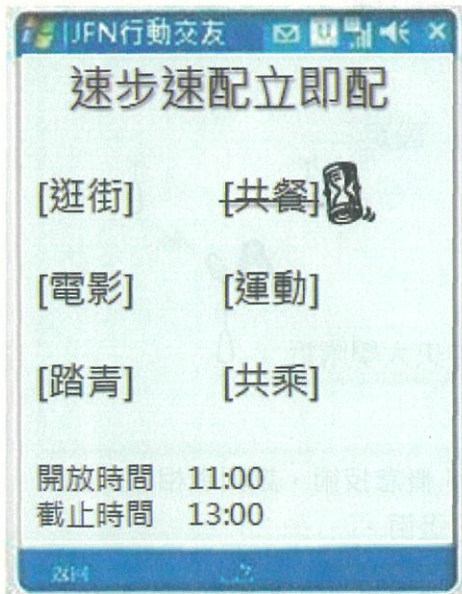 JFN行動交友
速步速配立即配
[逛街] [共餐]
[電影] [運動]
[踏青] [共乘]
開放時間 11:00
截止時間 13:00